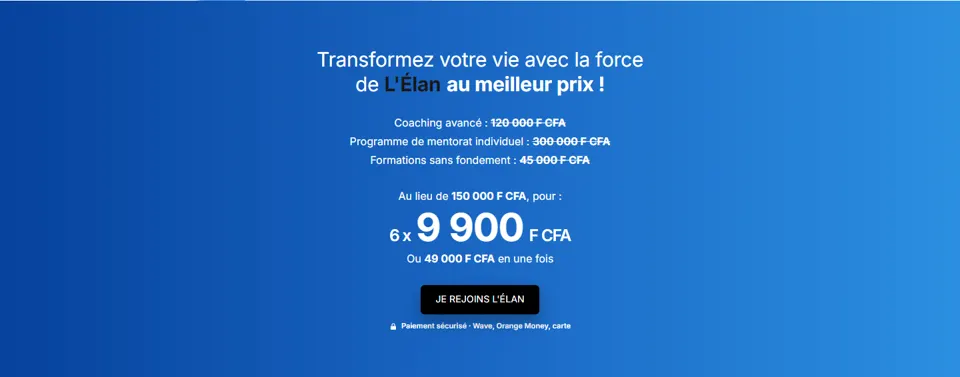 Transformez votre vie avec la force
de L'Élan au meilleur prix !
Coaching avancé : 120 000 F CFA
Programme de mentorat individuel : 300 000 F CFA
Formations sans fondement : 45 000 F CFA
Au lieu de 150 000 F CFA, pour :
6 x 9 900 F CFA
Ou 49 000 F CFA en une fois
JE REJOINS L'ÉLAN
Paiement sécurisé · Wave, Orange Money, carte